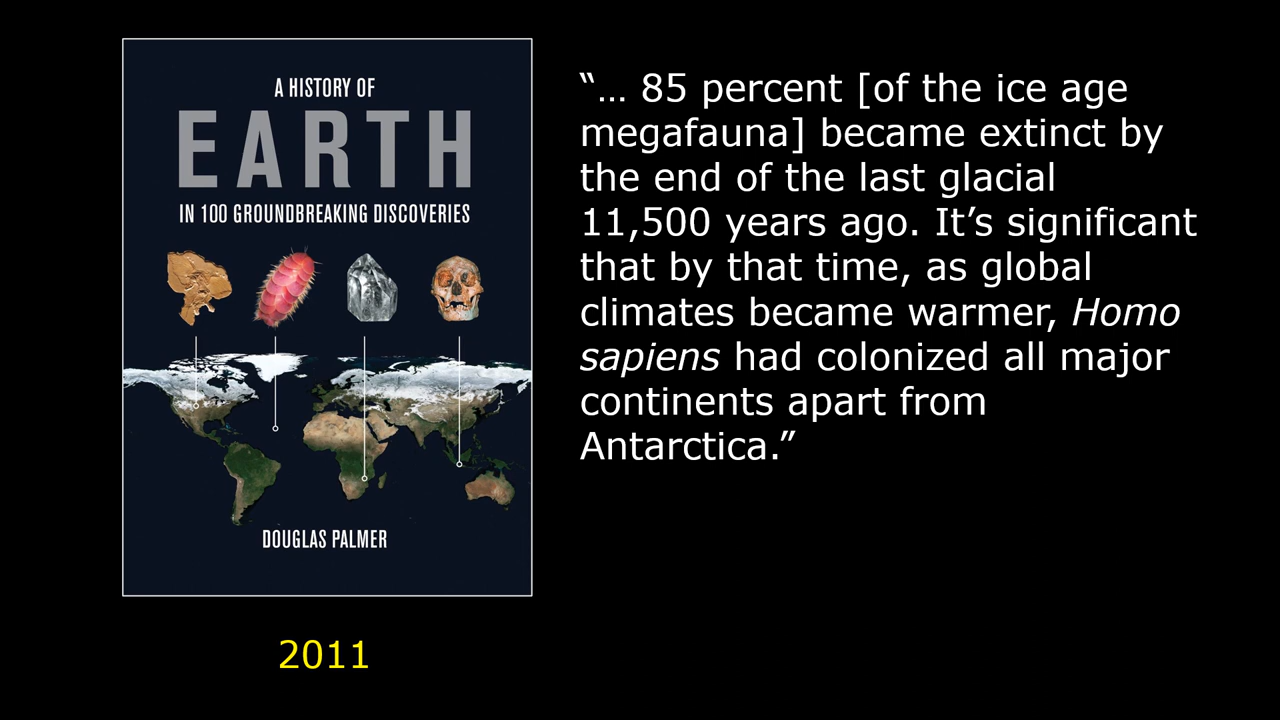 A HISTORY OF
EARTH
IN 100 GROUNDBREAKING DISCOVERIES
DOUGLAS PALMER
2011
“… 85 percent [of the ice age
megafauna] became extinct by
the end of the last glacial
11,500 years ago. It’s significant
that by that time, as global
climates became warmer, Homo
sapiens had colonized all major
continents apart from
Antarctica.”